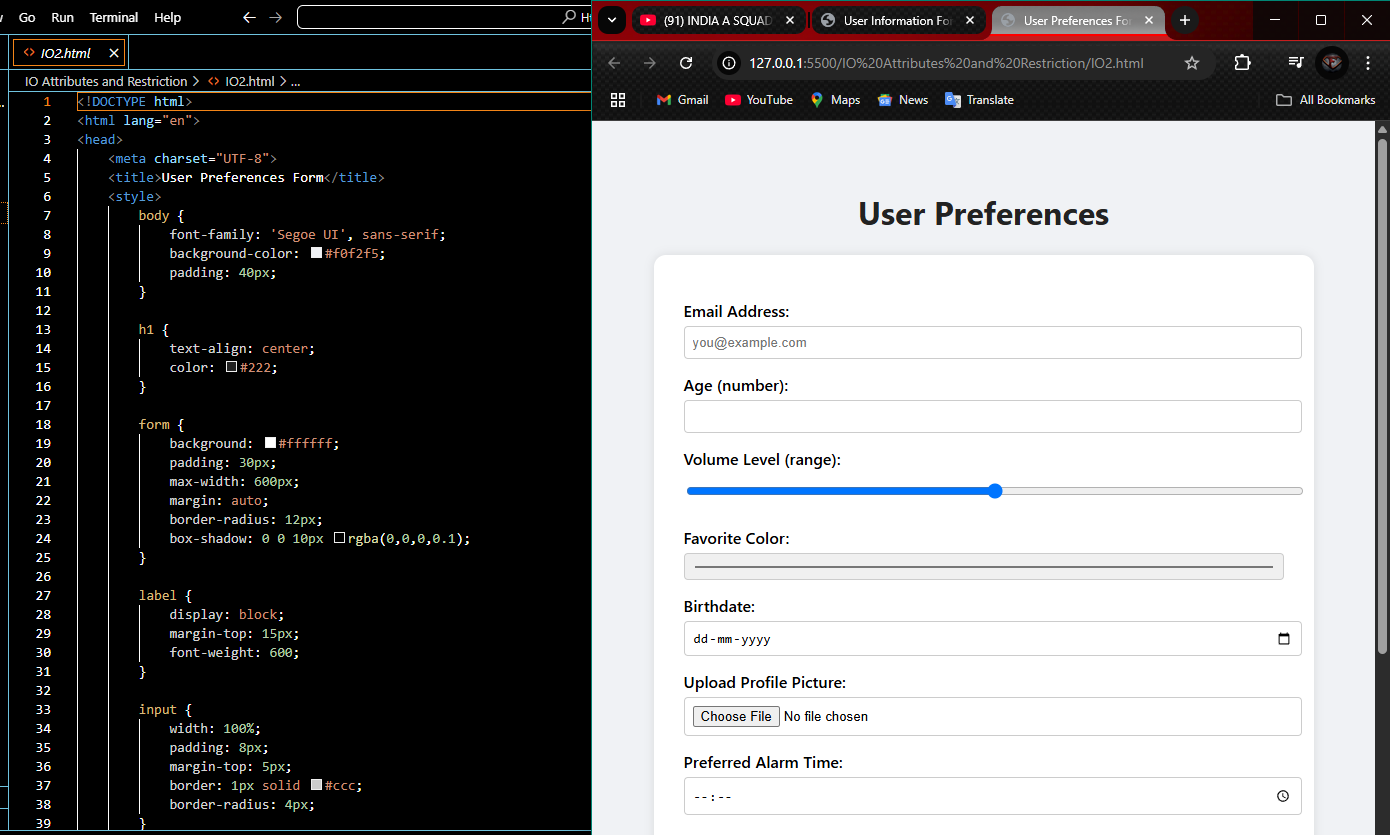 Go Run Terminal Help
IO2.html
IO Attributes and Restriction > IO2.html > ...
1 <!DOCTYPE html>
2 <html lang="en">
3 <head>
4 <meta charset="UTF-8">
5 <title>User Preferences Form</title>
6 <style>
7 body {
8 font-family: 'Segoe UI', sans-serif;
9 background-color: #f0f2f5;
10 padding: 40px;
11 }
12
13 h1 {
14 text-align: center;
15 color: #222;
16 }
17
18 form {
19 background: #ffffff;
20 padding: 30px;
21 max-width: 600px;
22 margin: auto;
23 border-radius: 12px;
24 box-shadow: 0 0 10px rgba(0,0,0,0.1);
25 }
26
27 label {
28 display: block;
29 margin-top: 15px;
30 font-weight: 600;
31 }
32
33 input {
34 width: 100%;
35 padding: 8px;
36 margin-top: 5px;
37 border: 1px solid #ccc;
38 border-radius: 4px;
39 }
(91) INDIA A SQUAD
User Information Fo
User Preferences Fo
127.0.0.1:5500/IO%20Attributes%20and%20Restriction/IO2.html
Gmail YouTube Maps News Translate All Bookmarks
User Preferences
Email Address:
you@example.com
Age (number):
Volume Level (range):
Favorite Color:
Birthdate:
dd-mm-yyyy
Upload Profile Picture:
Choose File No file chosen
Preferred Alarm Time:
--:--